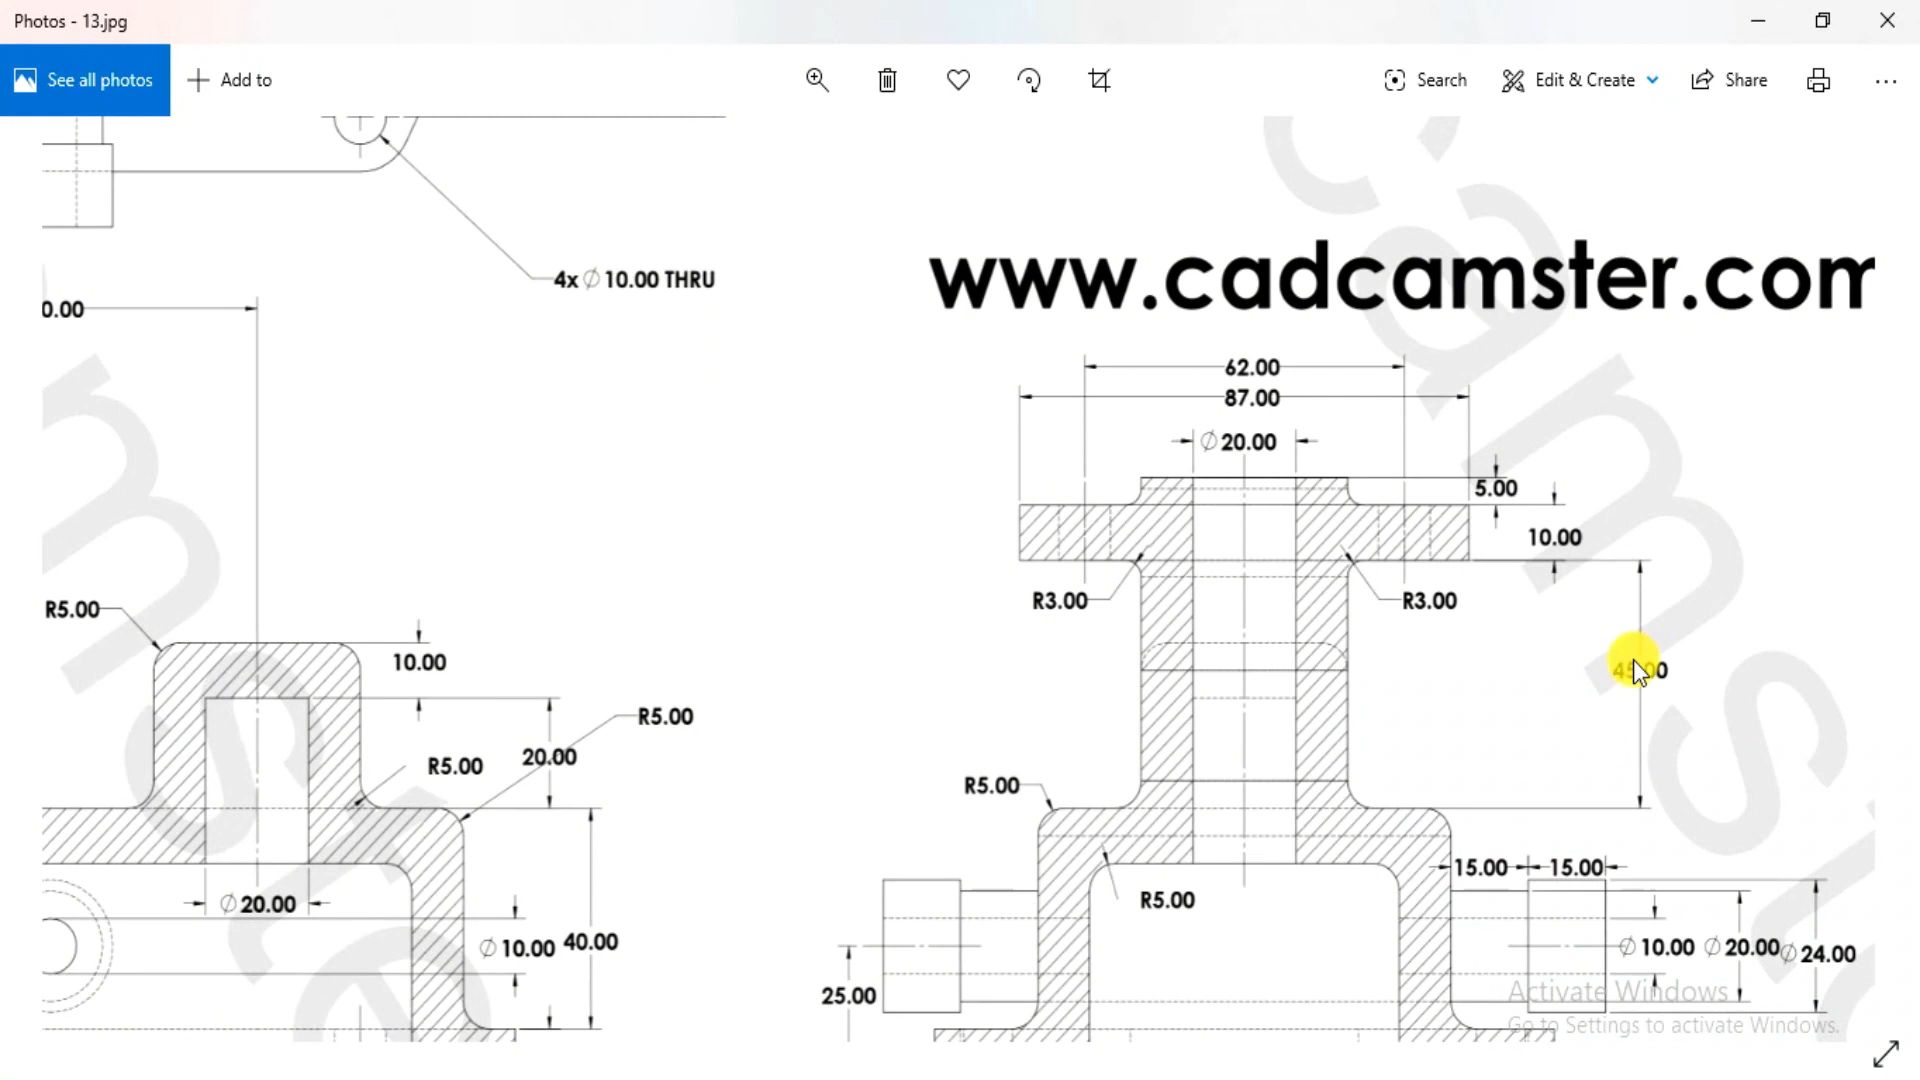 Photos - 13.jpg
See all photos
Add to
Search
Edit & Create
Share
4x ∅ 10.00 THRU
www.cadcamster.com
0.00
62.00
87.00
∅ 20.00
5.00
10.00
R3.00
R3.00
R5.00
10.00
R5.00
20.00
R5.00
R5.00
15.00
15.00
∅ 20.00
R5.00
∅ 10.00
40.00
∅ 10.00
∅ 20.00
∅ 24.00
25.00
Activate Windows
Go to Settings to activate Windows.